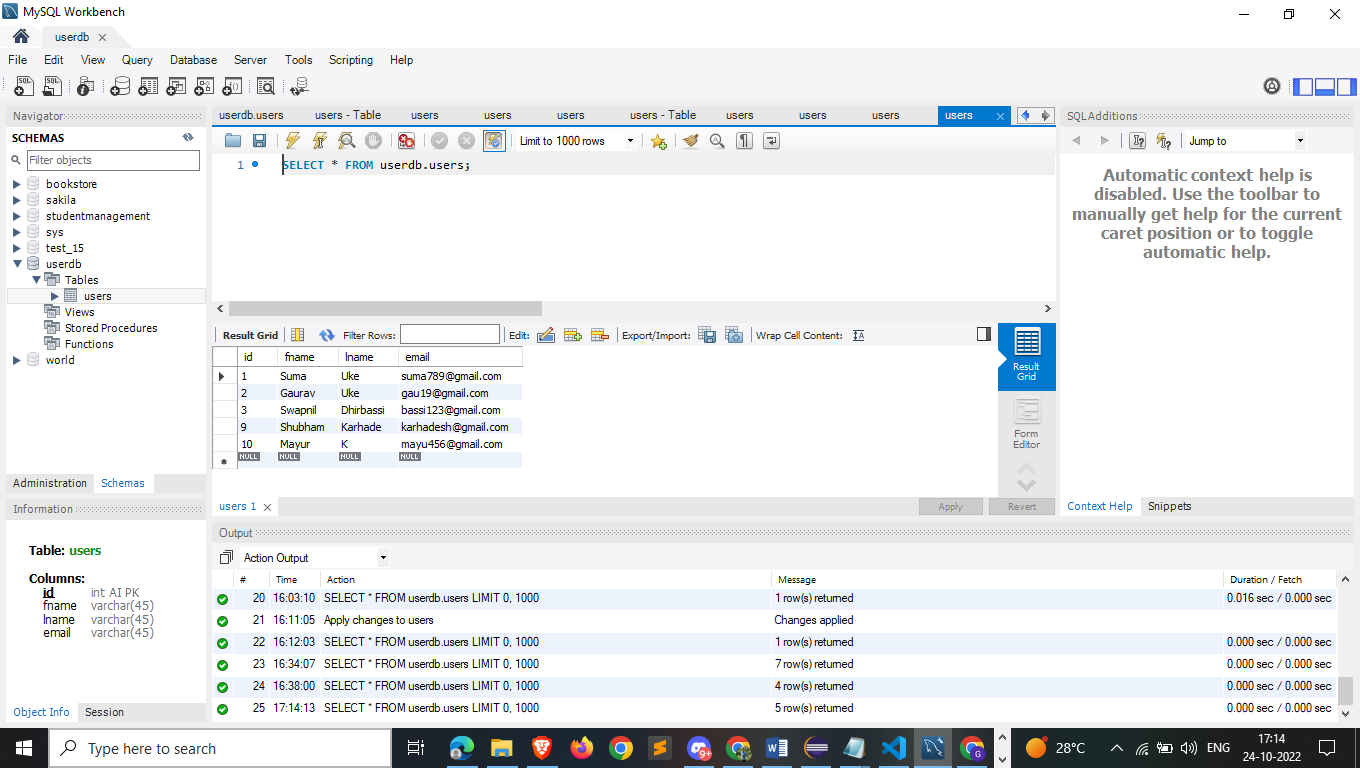 MySQL Workbench
userdb
File Edit View Query Database Server Tools Scripting Help
Navigator
SCHEMAS
Filter objects
bookstore
sakila
studentmanagement
sys
test_15
userdb
Tables
users
Views
Stored Procedures
Functions
world
Administration Schemas
Information
Table: users
Columns:
id int AI PK
fname varchar(45)
lname varchar(45)
email varchar(45)
Object Info Session
userdb.users users - Table users users users users - Table users users users users
Limit to 1000 rows
1 SELECT * FROM userdb.users;
Result Grid Filter Rows: Edit: Export/Import: Wrap Cell Content:
id fname lname email
1 Suma Uke suma789@gmail.com
2 Gaurav Uke gau19@gmail.com
3 Swapnil Dhirbassi bassi123@gmail.com
9 Shubham Karhade karhadesh@gmail.com
10 Mayur K mayu456@gmail.com
NULL NULL NULL NULL
Result
Grid
Form
Editor
users 1 Apply Revert
SQLAdditions
Jump to
Automatic context help is
disabled. Use the toolbar to
manually get help for the current
caret position or to toggle
automatic help.
Context Help Snippets
Output
Action Output
# Time Action Message Duration / Fetch
20 16:03:10 SELECT * FROM userdb.users LIMIT 0, 1000 1 row(s) returned 0.016 sec / 0.000 sec
21 16:11:05 Apply changes to users Changes applied
22 16:12:03 SELECT * FROM userdb.users LIMIT 0, 1000 1 row(s) returned 0.000 sec / 0.000 sec
23 16:34:07 SELECT * FROM userdb.users LIMIT 0, 1000 7 row(s) returned 0.000 sec / 0.000 sec
24 16:38:00 SELECT * FROM userdb.users LIMIT 0, 1000 4 row(s) returned 0.000 sec / 0.000 sec
25 17:14:13 SELECT * FROM userdb.users LIMIT 0, 1000 5 row(s) returned 0.000 sec / 0.000 sec
Type here to search
28°C
ENG
17:14
24-10-2022